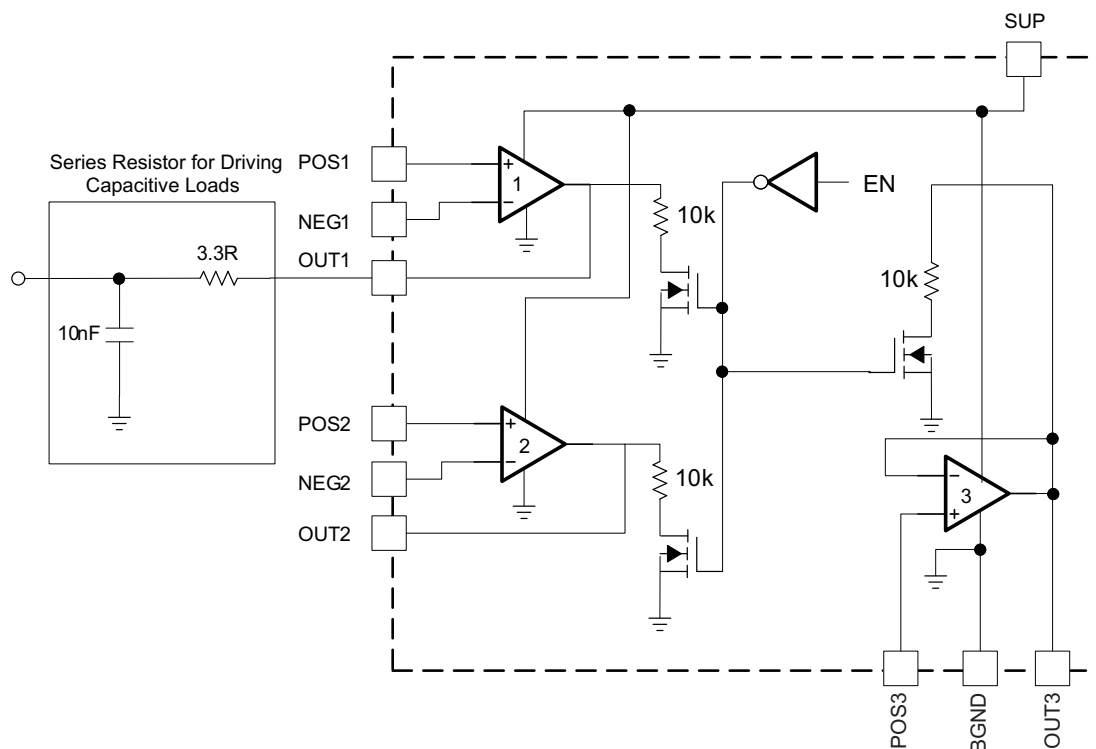 SUP
Series Resistor for Driving
Capacitive Loads
POS1
+
1
−
NEG1
EN
10k
3.3R
OUT1
10nF
10k
POS2
+
2
−
NEG2
10k
OUT2
−
3
+
POS3
BGND
OUT3